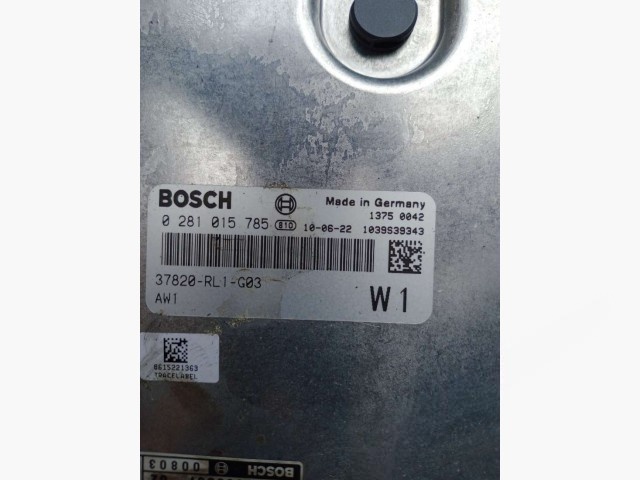 BOSCH Made in Germany
1375 0042
0 281 015 785 810 10-06-22 1039S39343
37820-RL1-G03
AW1 W1
8615221363
TRACELABEL
BOSCH 00803